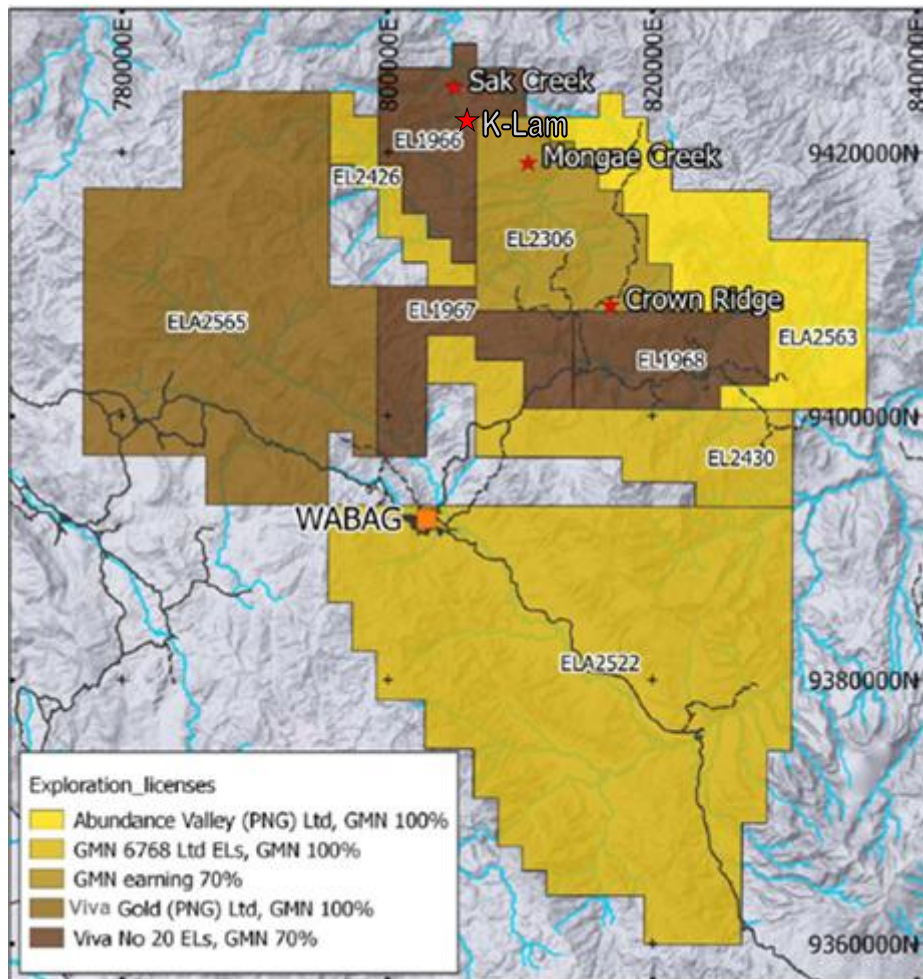 780000E
800000E
820000E
840000E
Sak Creek
K-Lam
EL1966
Mongae Creek
9420000N
EL2426
EL2306
Crown Ridge
EL1967
ELA2565
ELA2563
EL1968
9400000N
EL2430
WABAG
ELA2522
9380000N
Exploration_licenses
Abundance Valley (PNG) Ltd, GMN 100%
GMN 6768 Ltd ELs, GMN 100%
GMN earning 70%
Viva Gold (PNG) Ltd, GMN 100%
Viva No 20 ELs, GMN 70%
9360000N